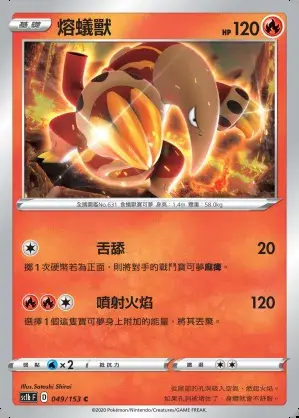 基礎 熔蟻獸 HP 120
全國圖鑑No.631 食蟻獸寶可夢 身高：1.4m 體重：58.0kg
舌舔 20
擲1次硬幣若為正面，則將對手的戰鬥寶可夢麻痺。
噴射火焰 120
選擇1個這隻寶可夢身上附加的能量，將其丟棄。
弱點 ×2 抵抗力 撤退
Illus. Satoshi Shirai
sc1b F D 049/153 C
©2020 Pokémon/Nintendo/Creatures/GAME FREAK.